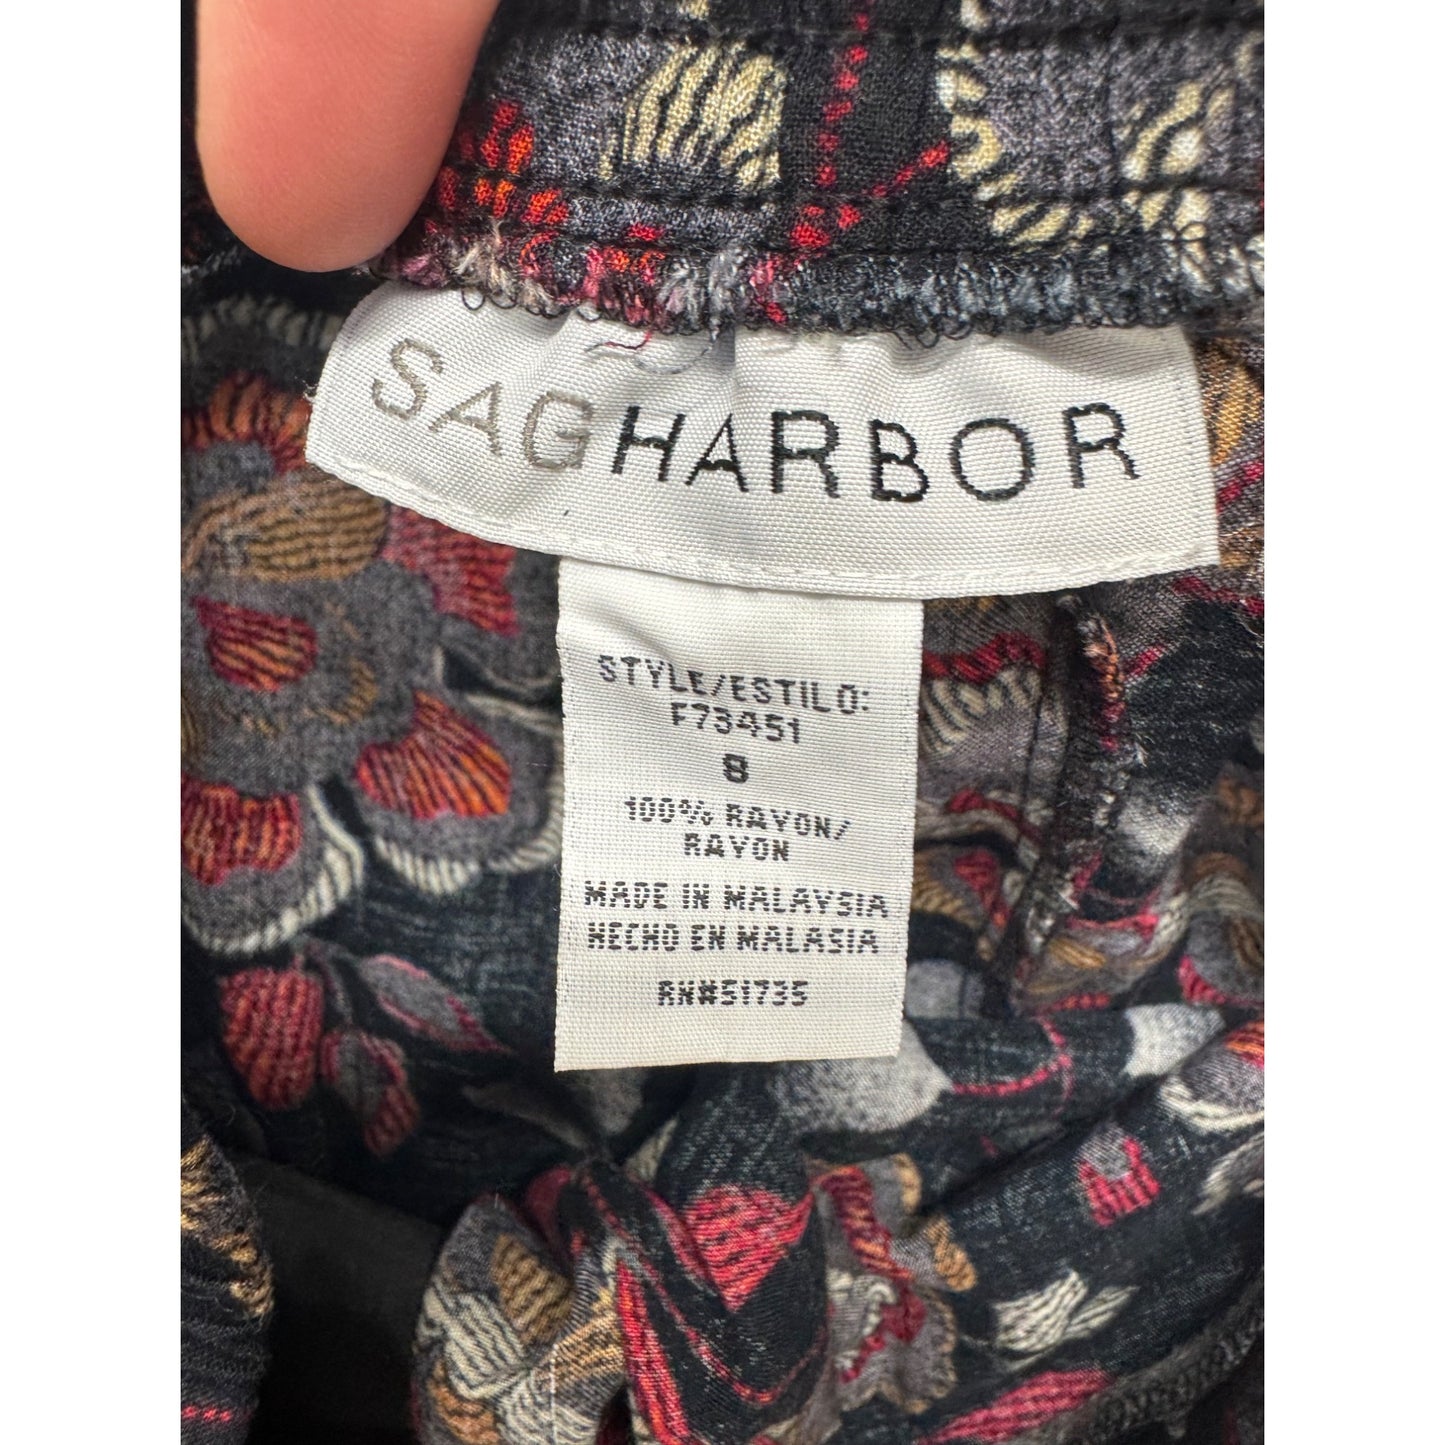 SAGHARBOR
STYLE/ESTILO:
F73451
8
100% RAYON/
RAYON
MADE IN MALAYSIA
HECHO EN MALASIA
RN#51735